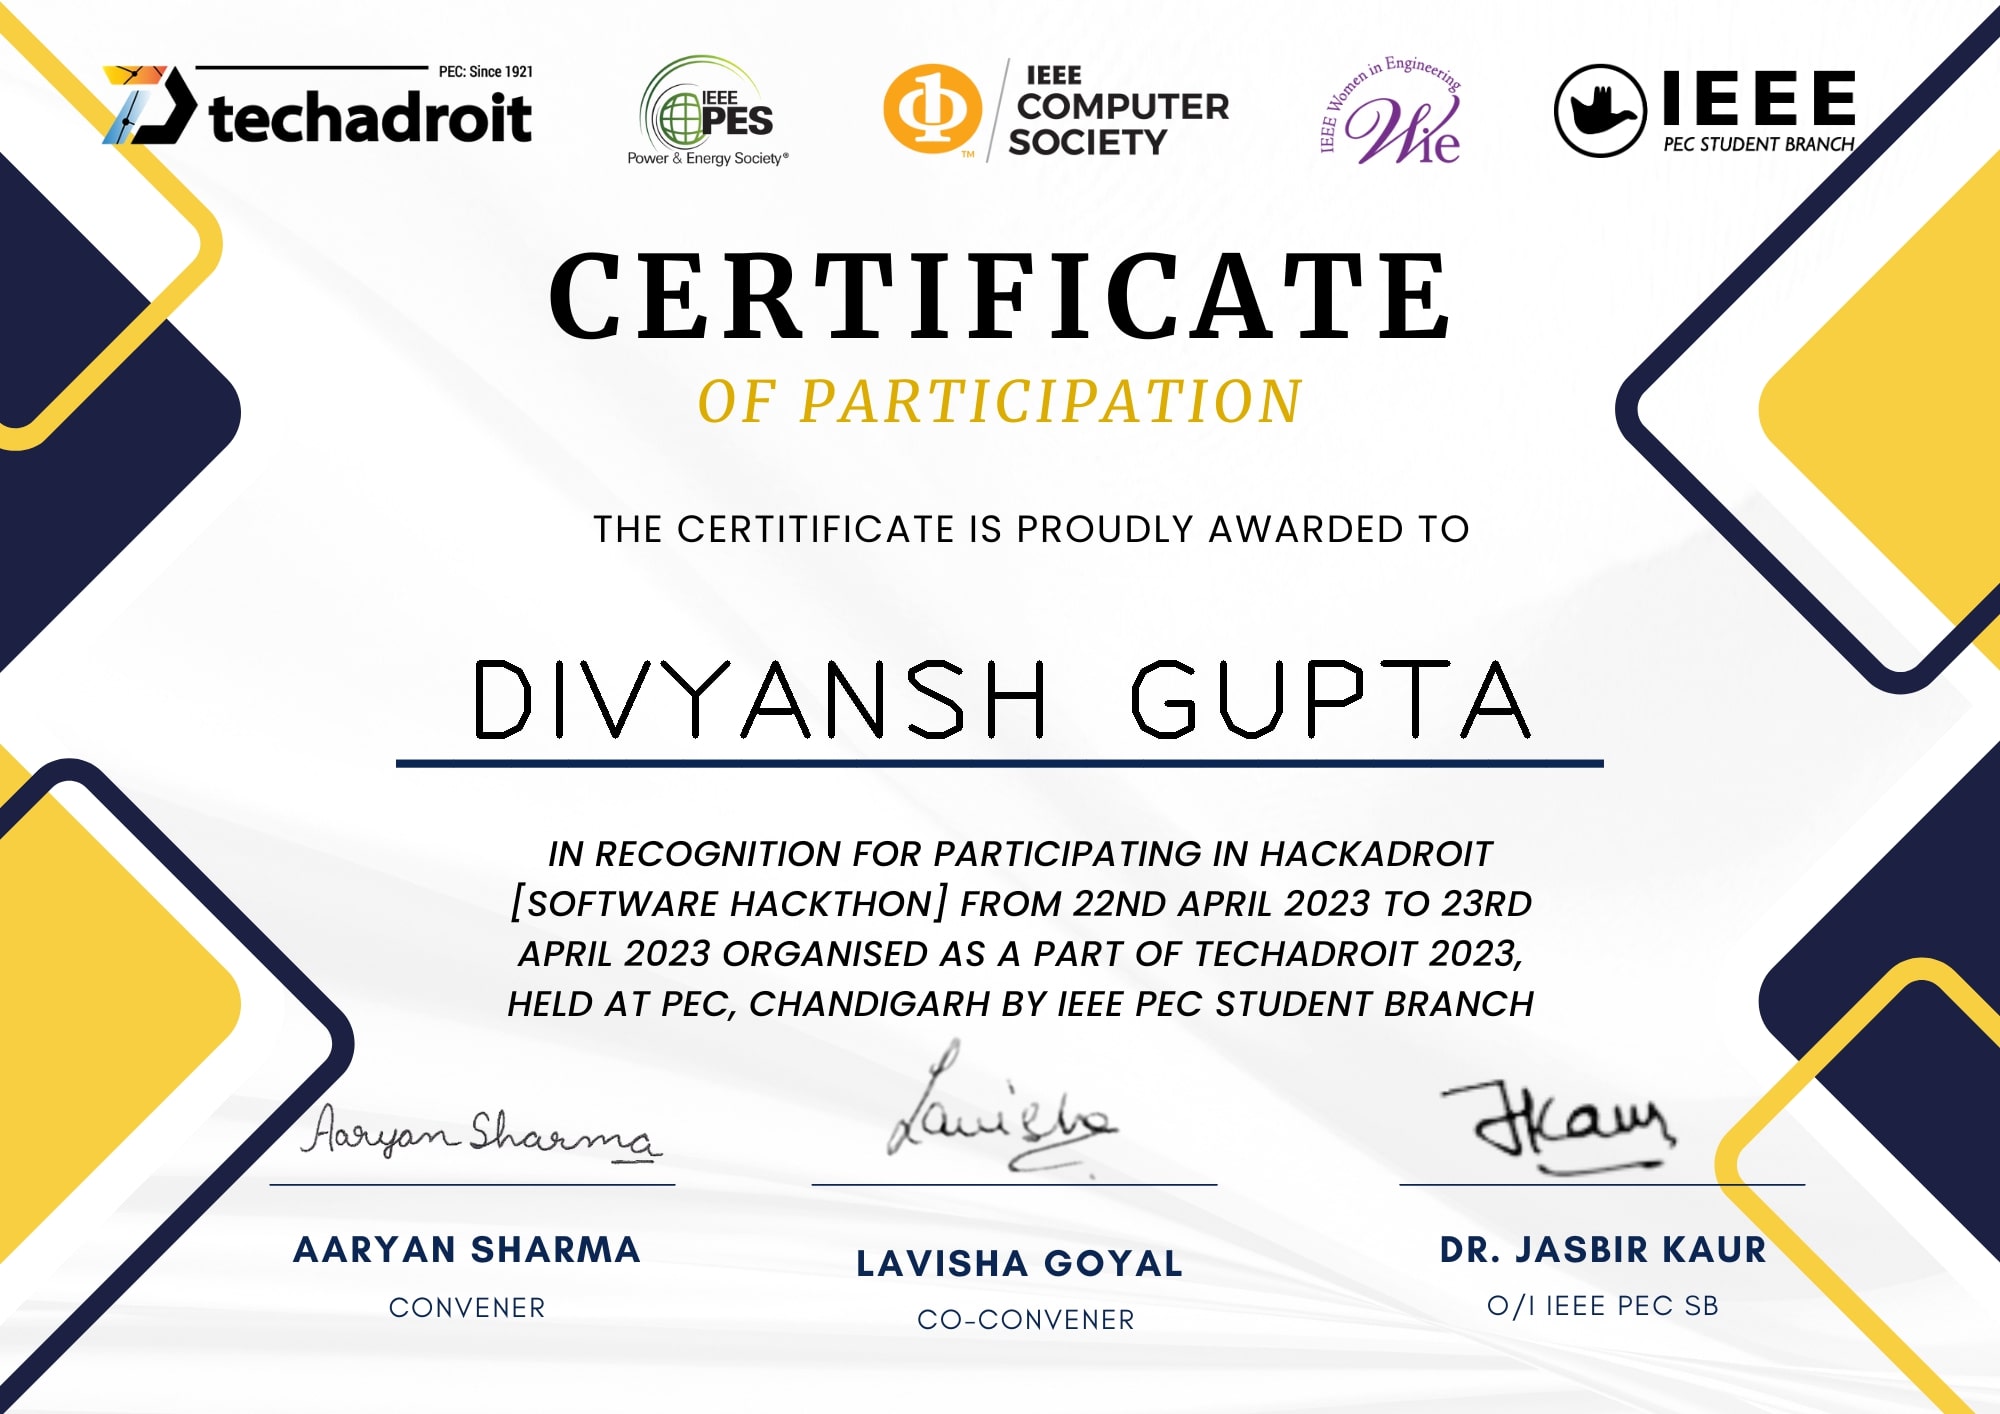 PEC: Since 1921
techadroit
IEEE
PES
Power & Energy Society®
IEEE
COMPUTER
SOCIETY
TM
IEEE Women in Engineering
Wie
IEEE
PEC STUDENT BRANCH
CERTIFICATE
OF PARTICIPATION
THE CERTITIFICATE IS PROUDLY AWARDED TO
DIVYANSH GUPTA
IN RECOGNITION FOR PARTICIPATING IN HACKADROIT
[SOFTWARE HACKTHON] FROM 22ND APRIL 2023 TO 23RD
APRIL 2023 ORGANISED AS A PART OF TECHADROIT 2023,
HELD AT PEC, CHANDIGARH BY IEEE PEC STUDENT BRANCH
Aaryan Sharma
Lavisha
JKaur
AARYAN SHARMA
CONVENER
LAVISHA GOYAL
CO-CONVENER
DR. JASBIR KAUR
O/I IEEE PEC SB